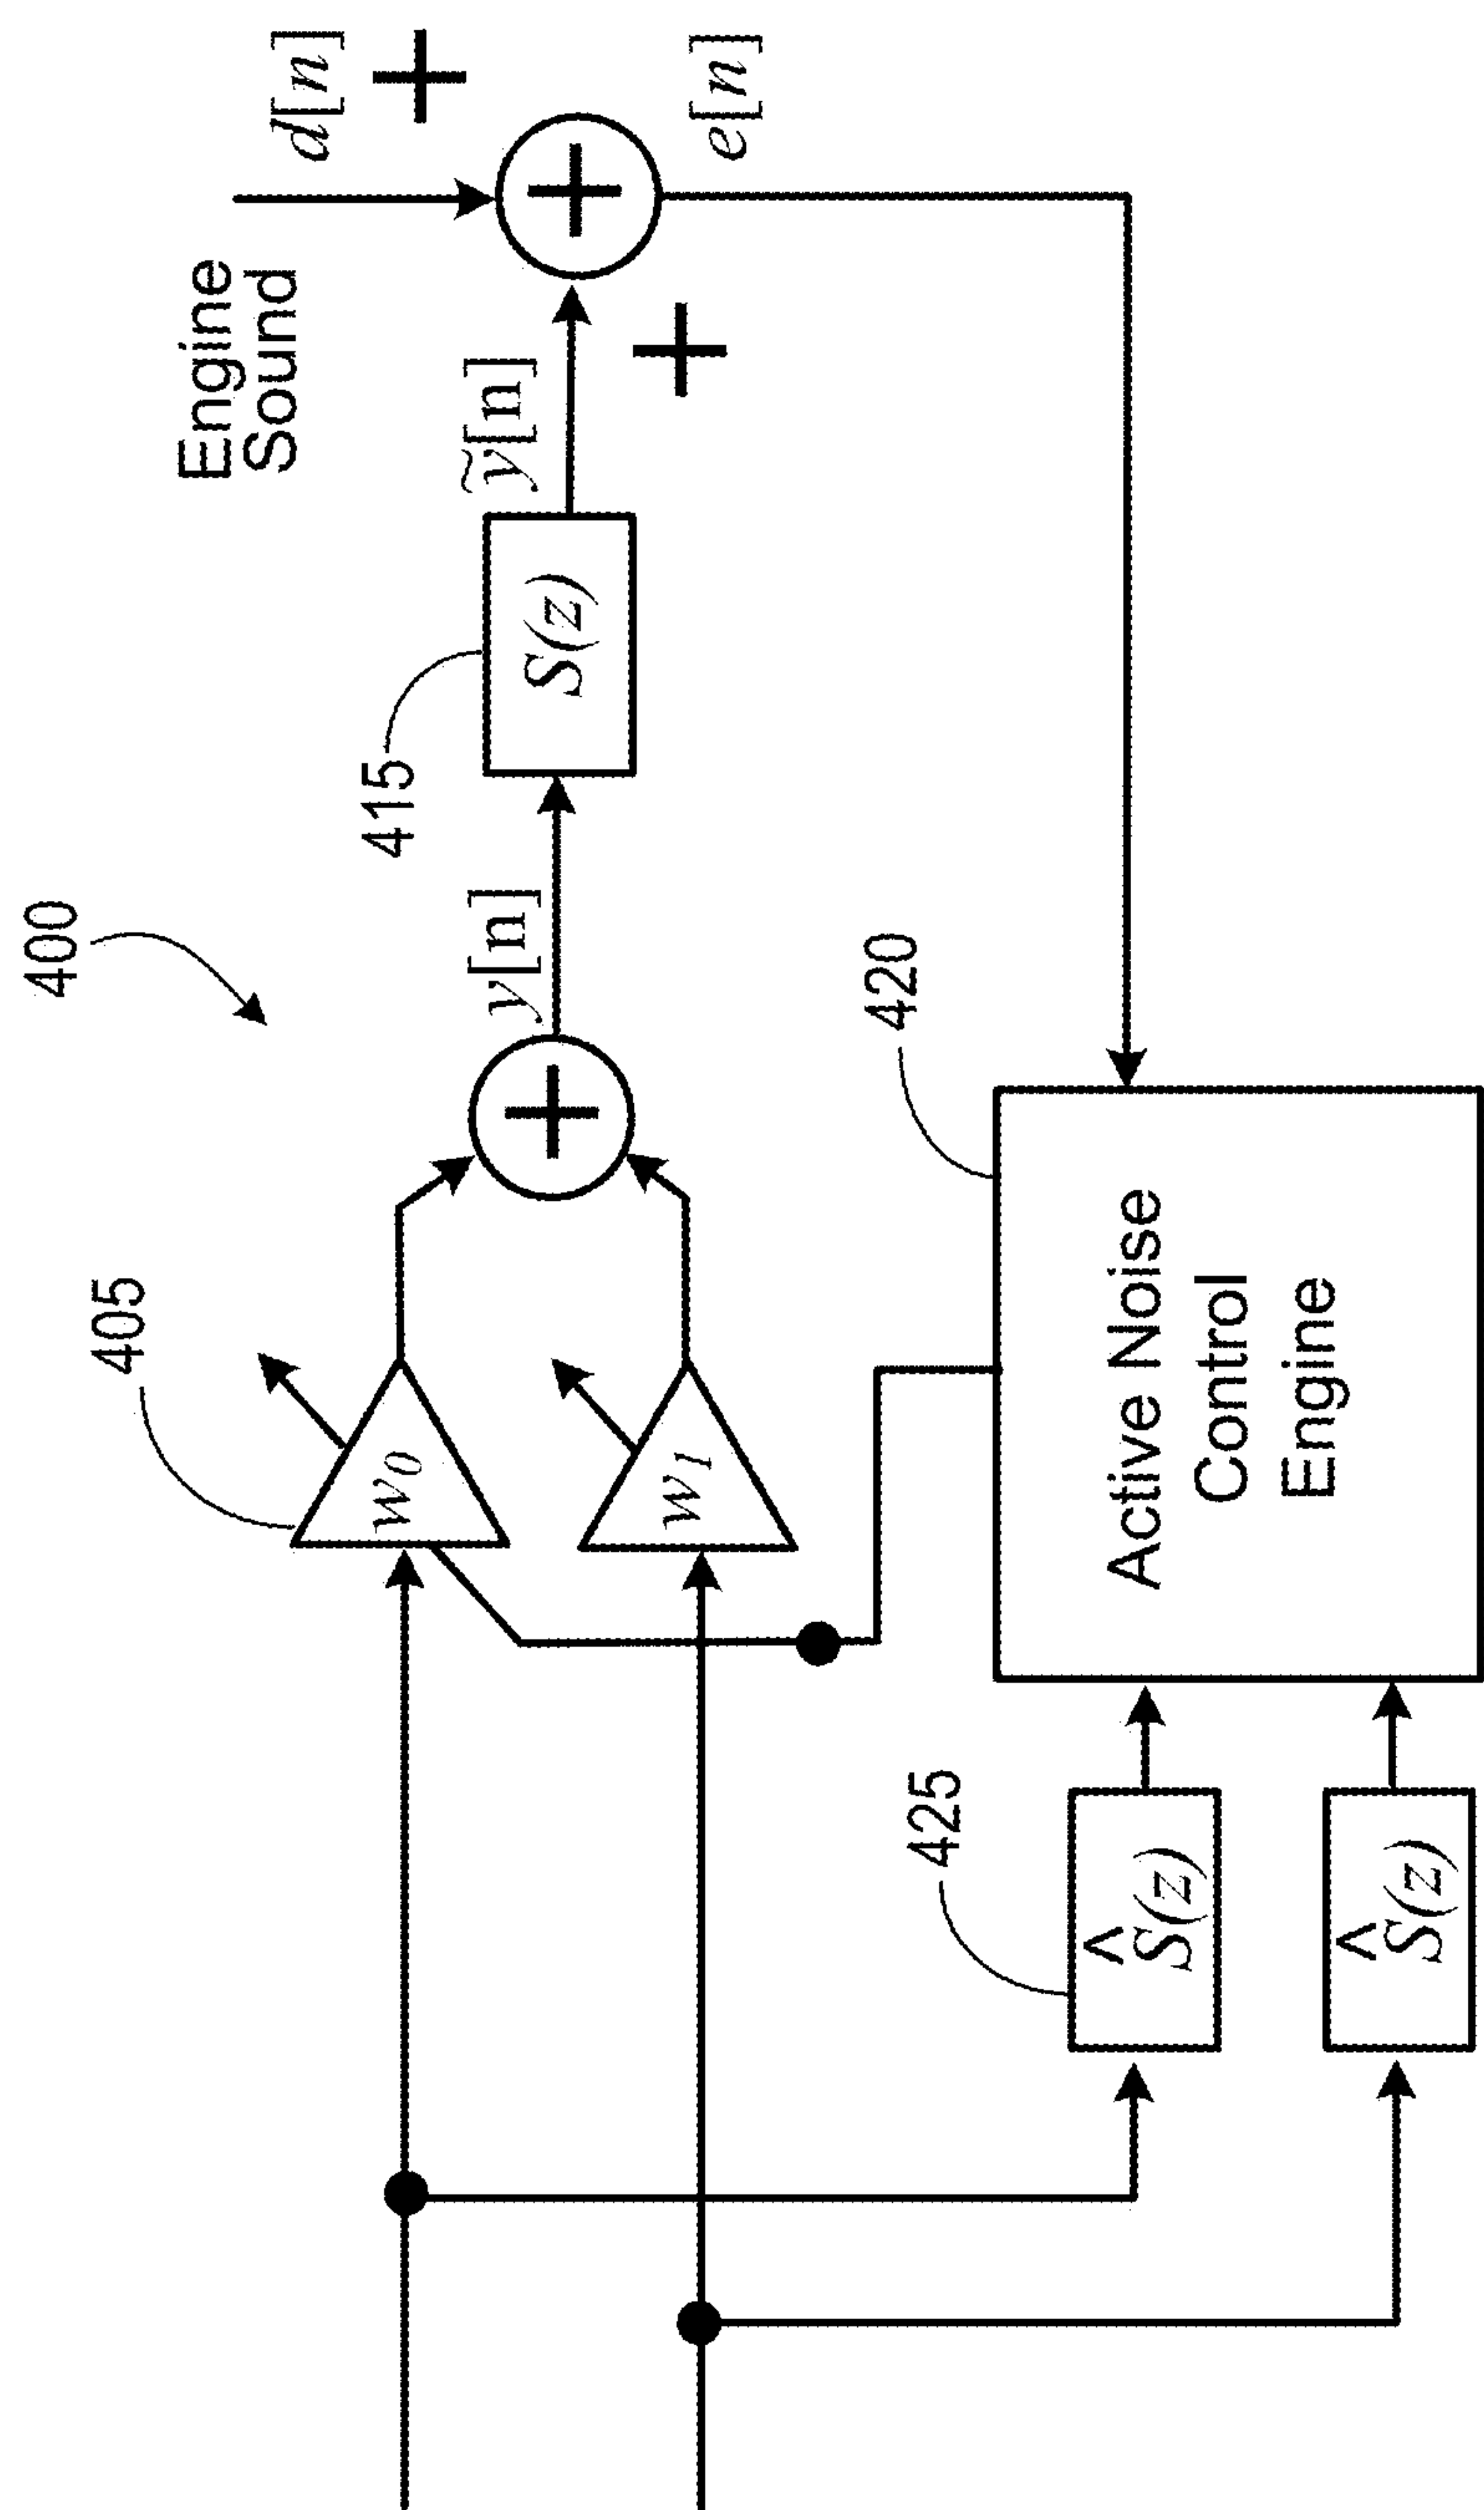 400
Engine
Sound
d[n]
+
405
415
w₀
+
y[n]
S(z)
ỹ[n]
+
+
e[n]
w₁
420
425
Active Noise
Control
Engine
Ŝ(z)
Ŝ(z)